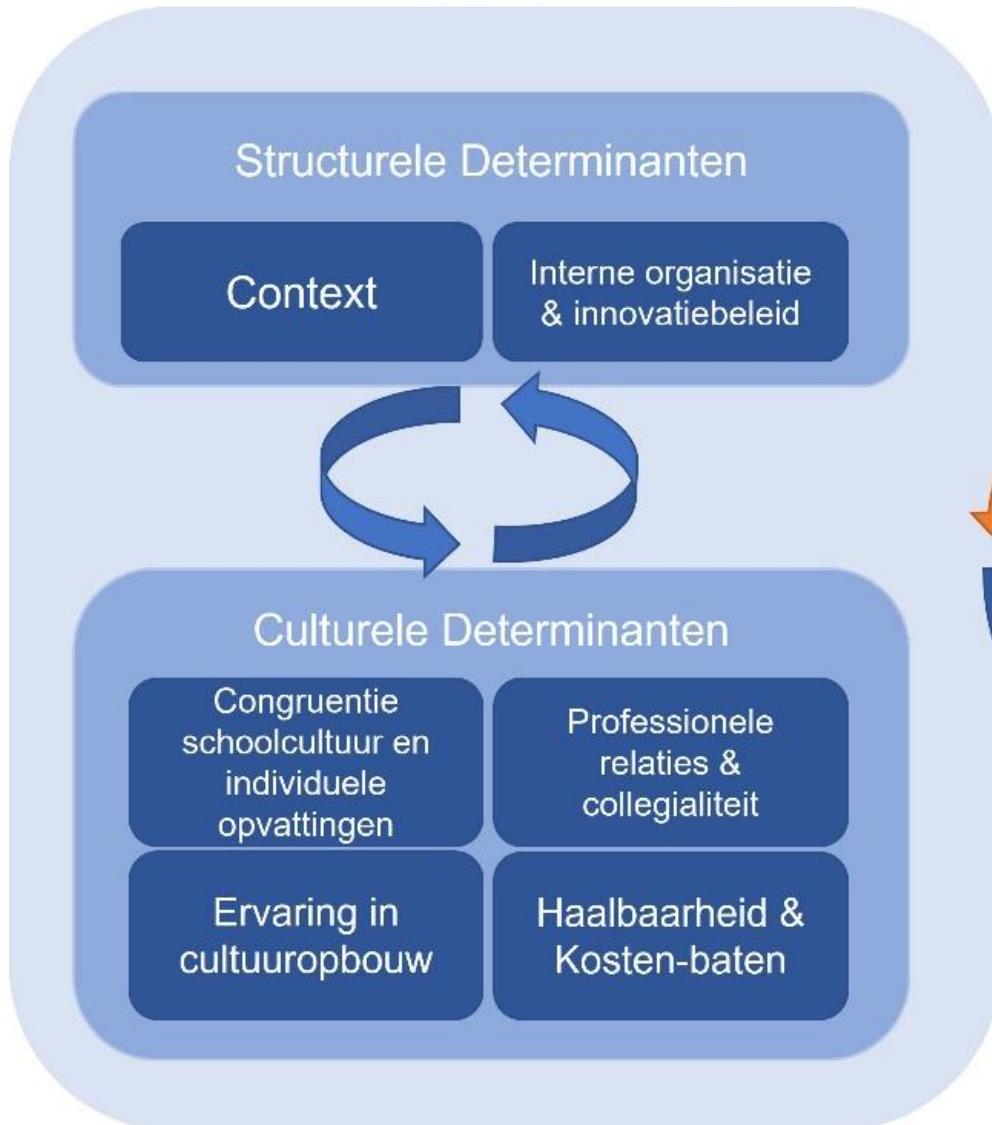 Structurele Determinanten
Context
Interne organisatie
& innovatiebeleid
Culturele Determinanten
Congruentie
schoolcultuur en
individuele
opvattingen
Professionele
relaties &
collegialiteit
Ervaring in
cultuuropbouw
Haalbaarheid &
Kosten-baten